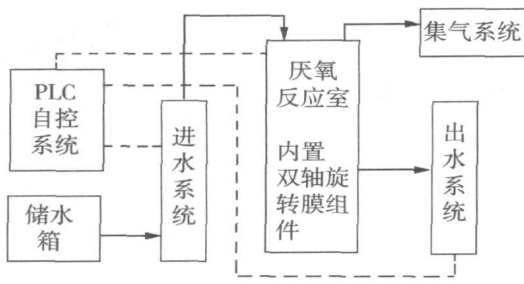 PLC
自控
系统
储水
箱
进
水
系
统
厌氧
反应室
内置
双轴旋
转膜组
件
集气系统
出
水
系
统